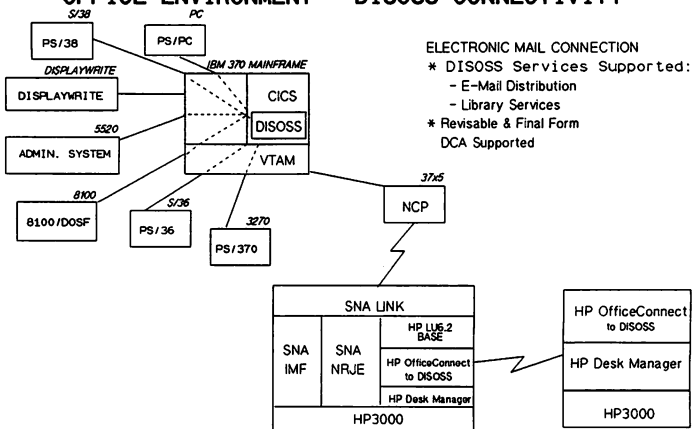 OFFICE ENVIRONMENT - DISOSS CONNECTIVITY
S/38
PC
PS/38
PS/PC
ELECTRONIC MAIL CONNECTION
* DISOSS Services Supported:
- E-Mail Distribution
- Library Services
* Revisable & Final Form
DCA Supported
DISPLAYWRITE
DISPLAYWRITE
IBM 370 MAINFRAME
CICS
DISOSS
VTAM
5520
ADMIN. SYSTEM
8100
8100/DOSF
S/36
PS/36
3270
PS/370
37x5
NCP
SNA LINK
SNA
IMF
SNA
NRJE
HP LU6.2
BASE
HP OfficeConnect
to DISOSS
HP Desk Manager
HP3000
HP OfficeConnect
to DISOSS
HP Desk Manager
HP3000